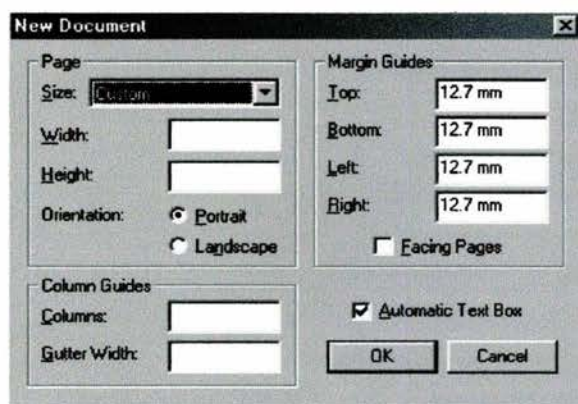 New Document
Page
Size: Custom
Width:
Height:
Orientation: Portrait
Landscape
Column Guides
Columns:
Gutter Width:
Margin Guides
Top: 12.7 mm
Bottom: 12.7 mm
Left: 12.7 mm
Right: 12.7 mm
Facing Pages
Automatic Text Box
OK Cancel